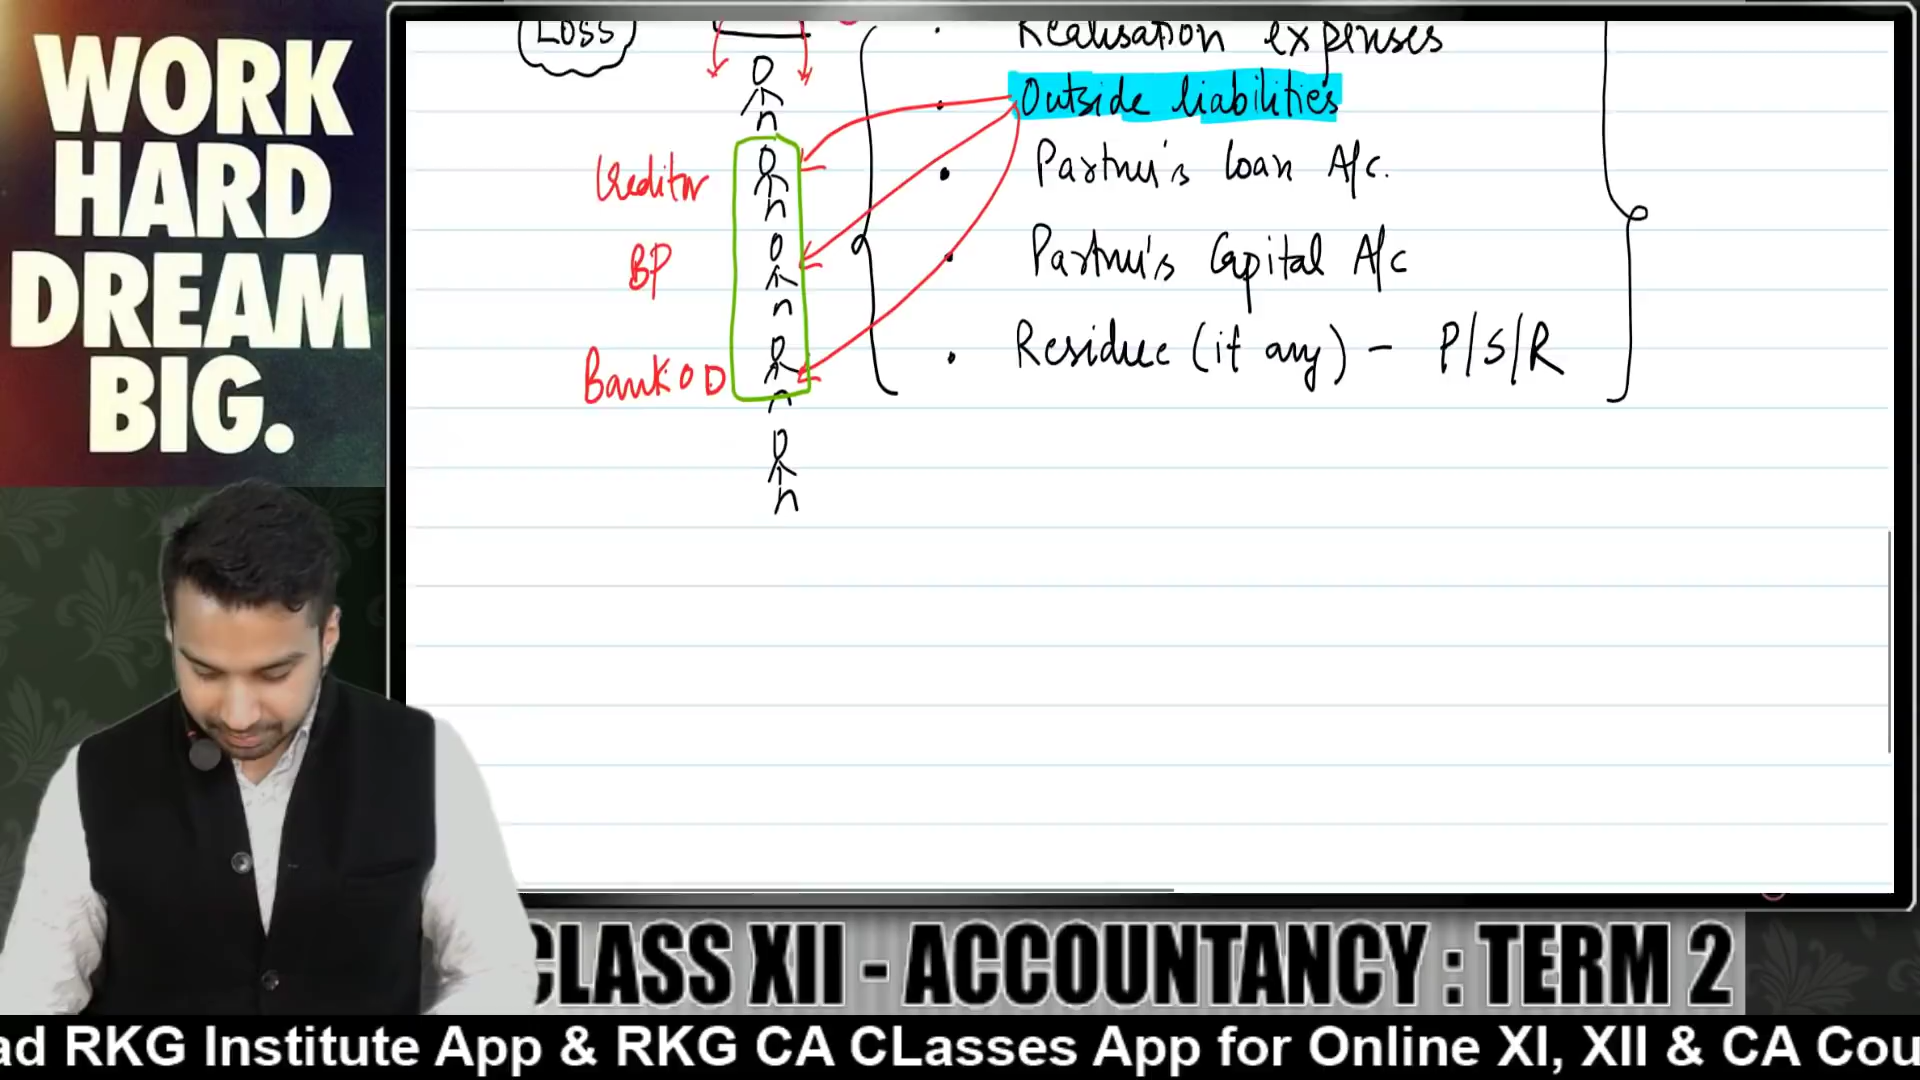 WORK
HARD
DREAM
BIG.
Loss
Realisation expenses
Outside liabilities
Creditor
Partner's loan A/c.
BP
Partner's Capital A/c
Bank O D
Residue (if any) - P/S/R
CLASS XII - ACCOUNTANCY : TERM 2
ad RKG Institute App & RKG CA CLasses App for Online XI, XII & CA Cou